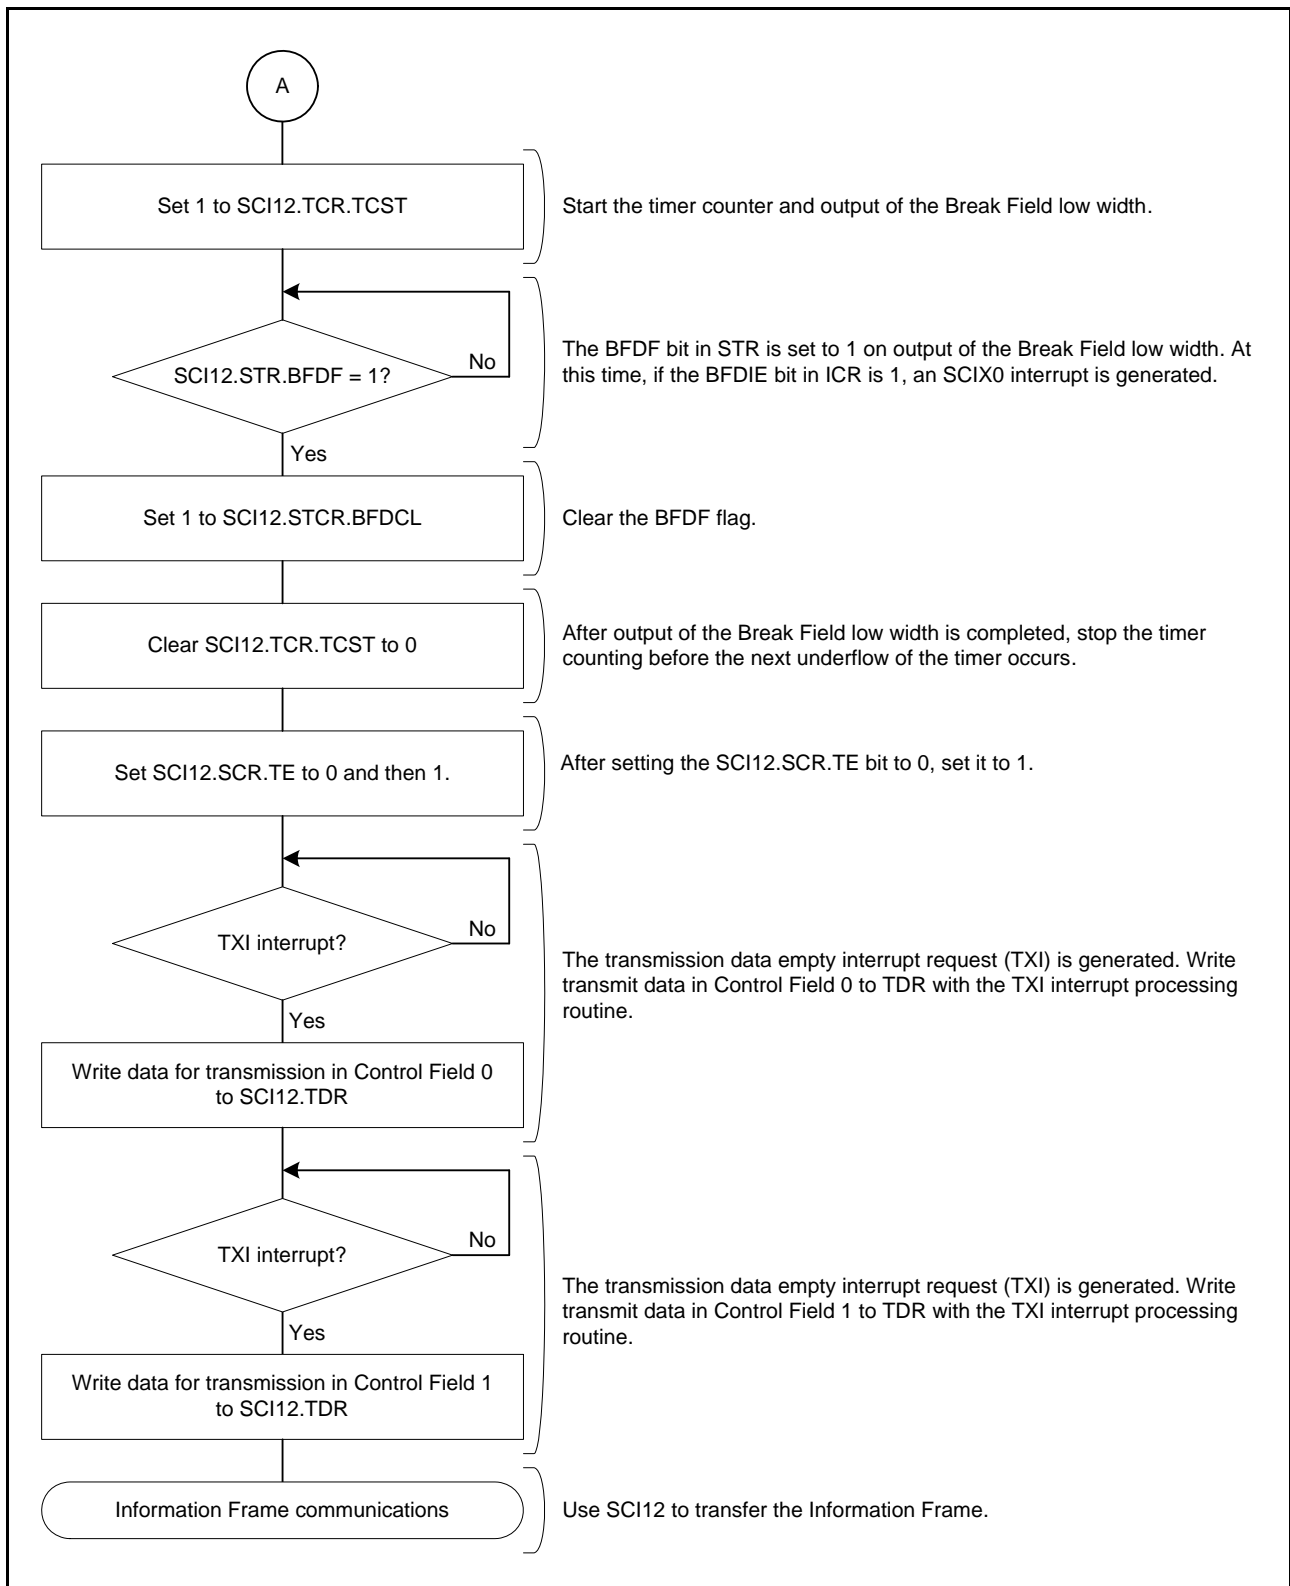 A
Set 1 to SCI12.TCR.TCST
Start the timer counter and output of the Break Field low width.
SCI12.STR.BFDF = 1?
No
The BFDF bit in STR is set to 1 on output of the Break Field low width. At
this time, if the BFDIE bit in ICR is 1, an SCIX0 interrupt is generated.
Yes
Set 1 to SCI12.STCR.BFDCL
Clear the BFDF flag.
Clear SCI12.TCR.TCST to 0
After output of the Break Field low width is completed, stop the timer
counting before the next underflow of the timer occurs.
Set SCI12.SCR.TE to 0 and then 1.
After setting the SCI12.SCR.TE bit to 0, set it to 1.
TXI interrupt?
No
The transmission data empty interrupt request (TXI) is generated. Write
transmit data in Control Field 0 to TDR with the TXI interrupt processing
routine.
Yes
Write data for transmission in Control Field 0
to SCI12.TDR
TXI interrupt?
No
The transmission data empty interrupt request (TXI) is generated. Write
transmit data in Control Field 1 to TDR with the TXI interrupt processing
routine.
Yes
Write data for transmission in Control Field 1
to SCI12.TDR
Information Frame communications
Use SCI12 to transfer the Information Frame.